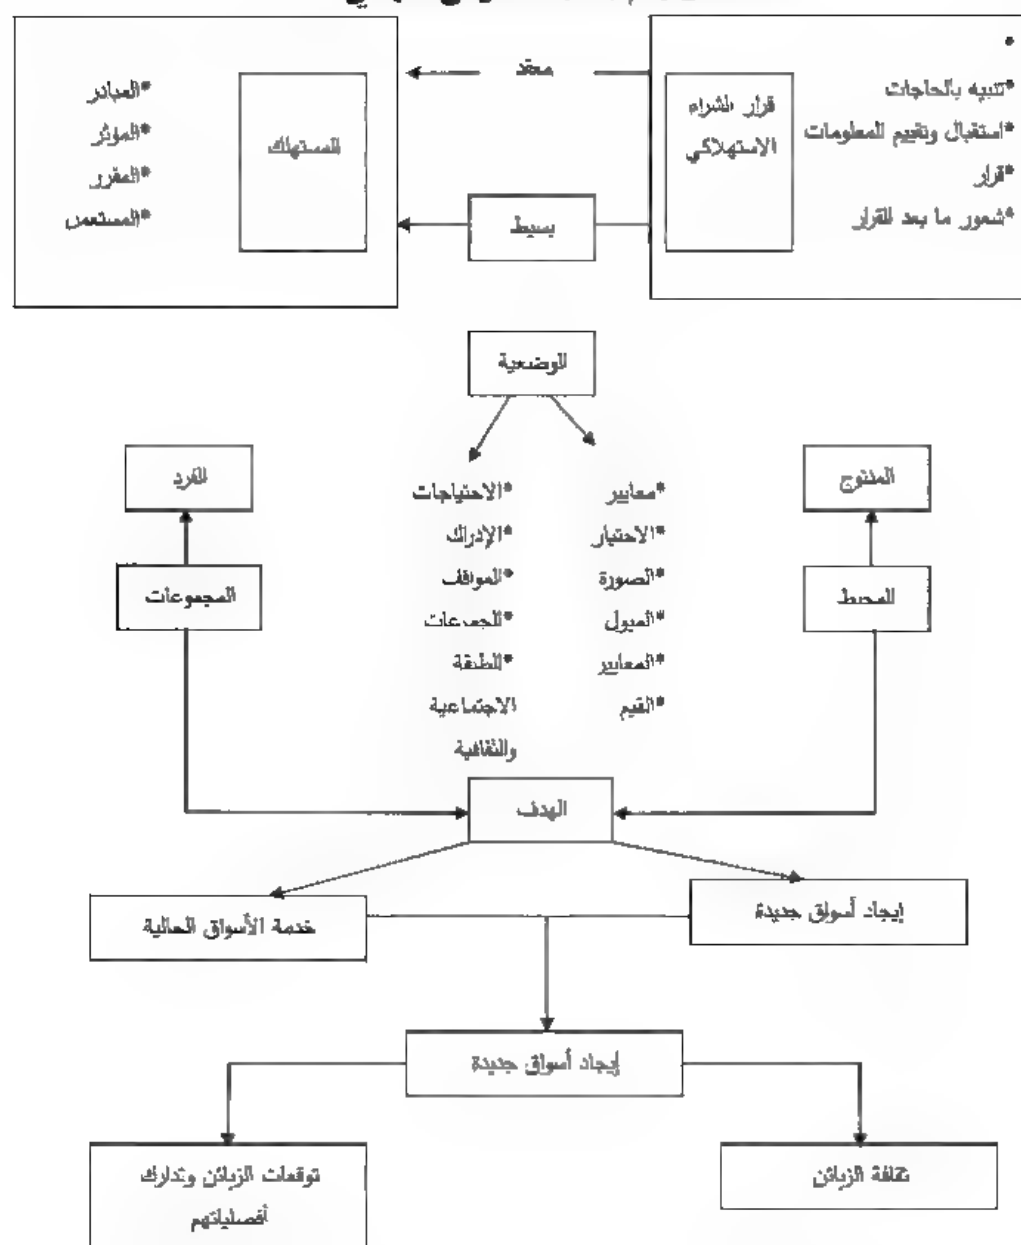 *تنبيه بالحاجات
*استقبال وتقييم المعلومات
*قرار
*شعور ما بعد القرار
قرار الشراء
الاستهلاكي
معقد
بسيط
المستهلك
*المبادر
*المؤثر
*المقرر
*المستعمل
الوضعية
المنتوج
المحيط
الفرد
المجموعات
*معايير
*الاختيار
*الصورة
*الميول
*المعايير
*القيم
*الاحتياجات
*الإدراك
*المواقف
*الجماعات
*الطبقة
الاجتماعية
والثقافية
الهدف
إيجاد أسواق جديدة
خدمة الأسواق الحالية
إيجاد أسواق جديدة
ثقافة الزبائن
توقعات الزبائن وتدارك
أفضلياتهم